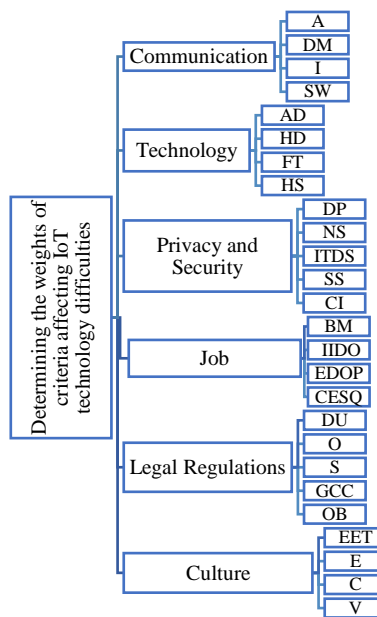 Determining the weights of
criteria affecting IoT
technology difficulties
Communication
A
DM
I
SW
Technology
AD
HD
FT
HS
Privacy and
Security
DP
NS
ITDS
SS
CI
Job
BM
IIDO
EDOP
CESQ
Legal Regulations
DU
O
S
GCC
OB
Culture
EET
E
C
V